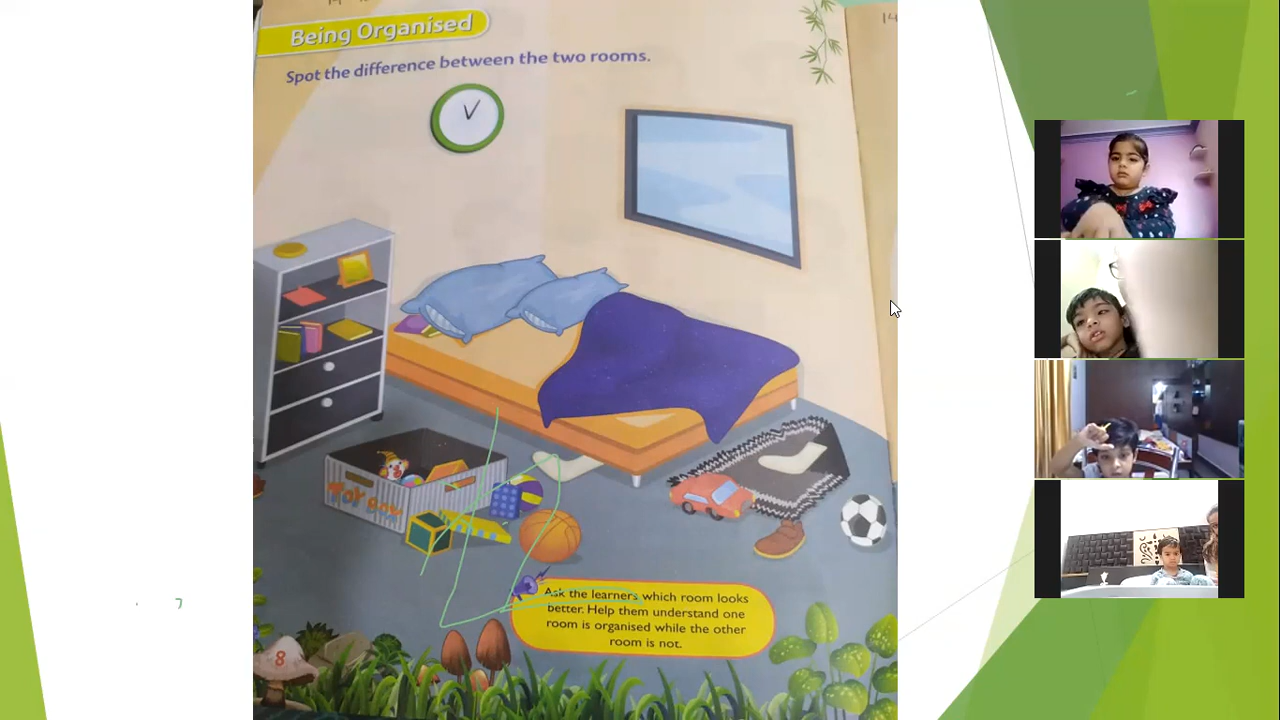 Being Organised
Spot the difference between the two rooms.
Ask the learners which room looks
better. Help them understand one
room is organised while the other
room is not.
8